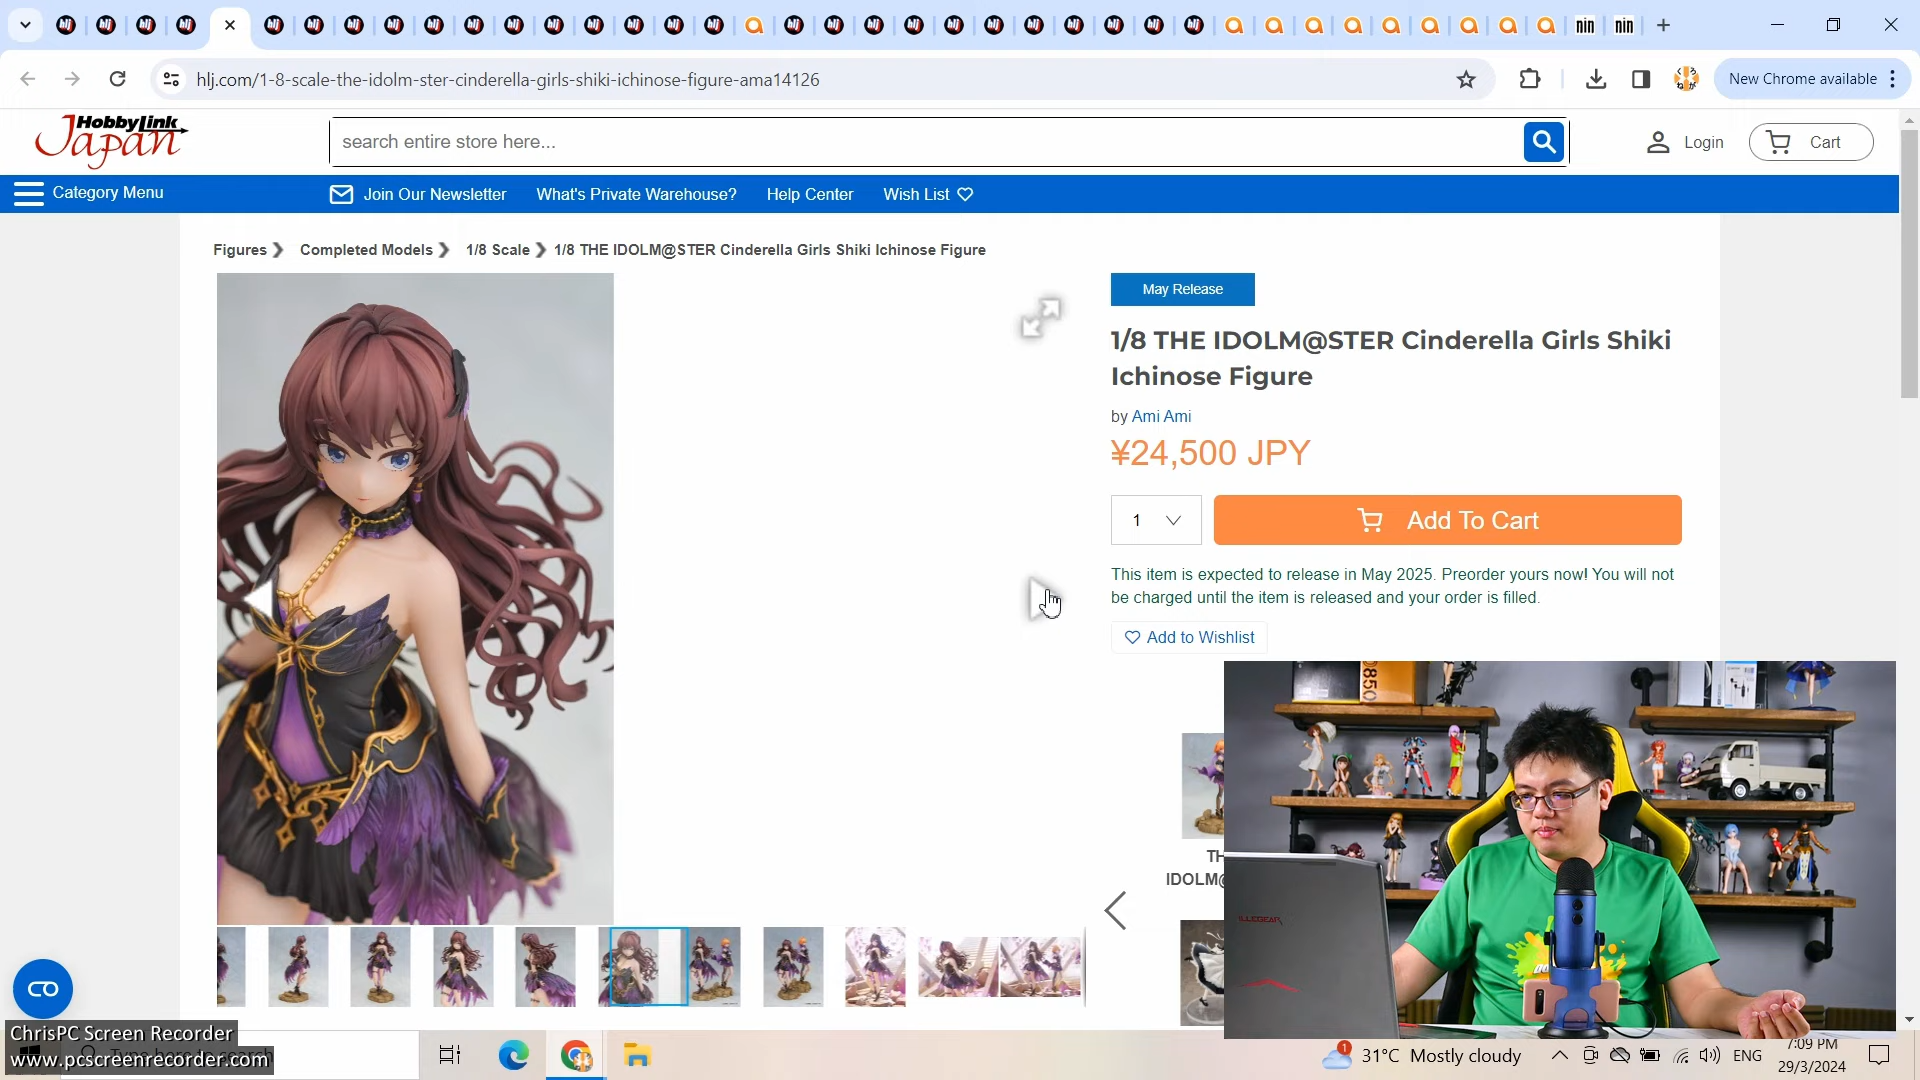 hlj.com/1-8-scale-the-idolm-ster-cinderella-girls-shiki-ichinose-figure-ama14126
New Chrome available
HobbyLink
Japan
search entire store here...
Login
Cart
Category Menu
Join Our Newsletter
What's Private Warehouse?
Help Center
Wish List
Figures
Completed Models
1/8 Scale
1/8 THE IDOLM@STER Cinderella Girls Shiki Ichinose Figure
May Release
1/8 THE IDOLM@STER Cinderella Girls Shiki
Ichinose Figure
by Ami Ami
¥24,500 JPY
1
Add To Cart
This item is expected to release in May 2025. Preorder yours now! You will not
be charged until the item is released and your order is filled.
Add to Wishlist
TH
IDOLM@
850
ILLEGEAR
ChrisPC Screen Recorder
www.pcscreenrecorder.com
1
31°C Mostly cloudy
ENG
7:09 PM
29/3/2024